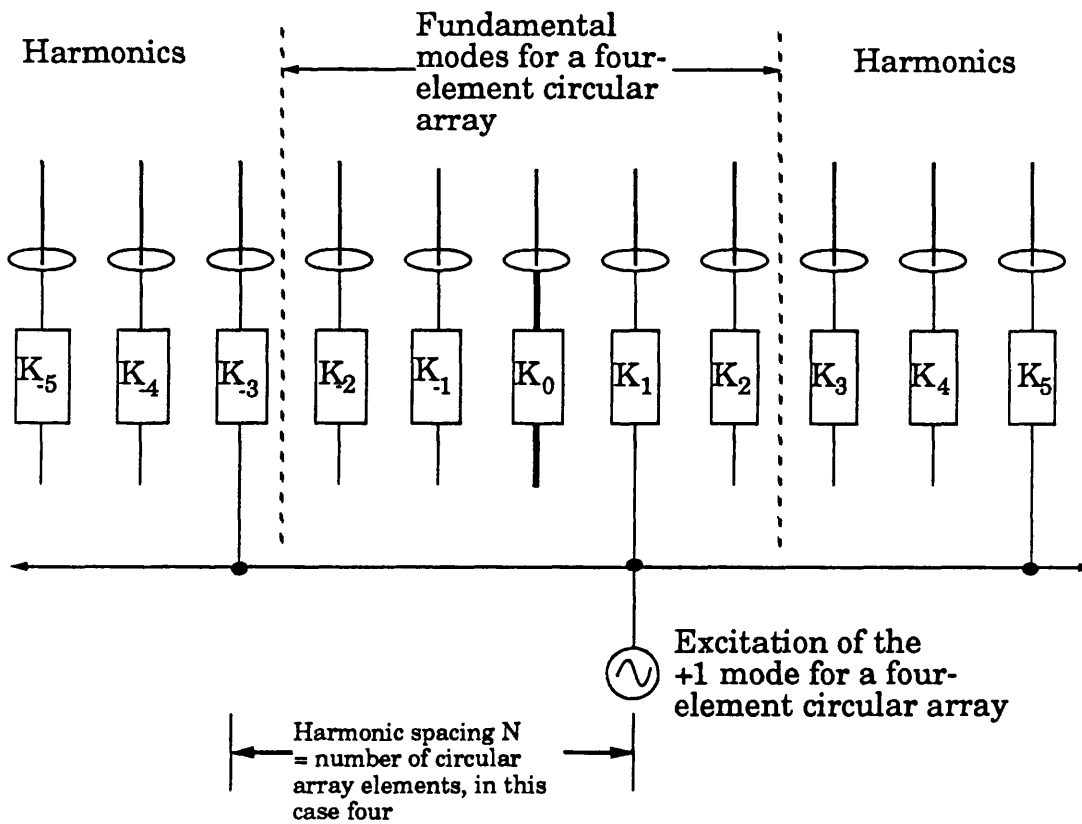 Harmonics
Fundamental
modes for a four-
element circular
array
Harmonics
K-5
K-4
K-3
K-2
K-1
K0
K1
K2
K3
K4
K5
Excitation of the
+1 mode for a four-
element circular array
Harmonic spacing N
= number of circular
array elements, in this
case four